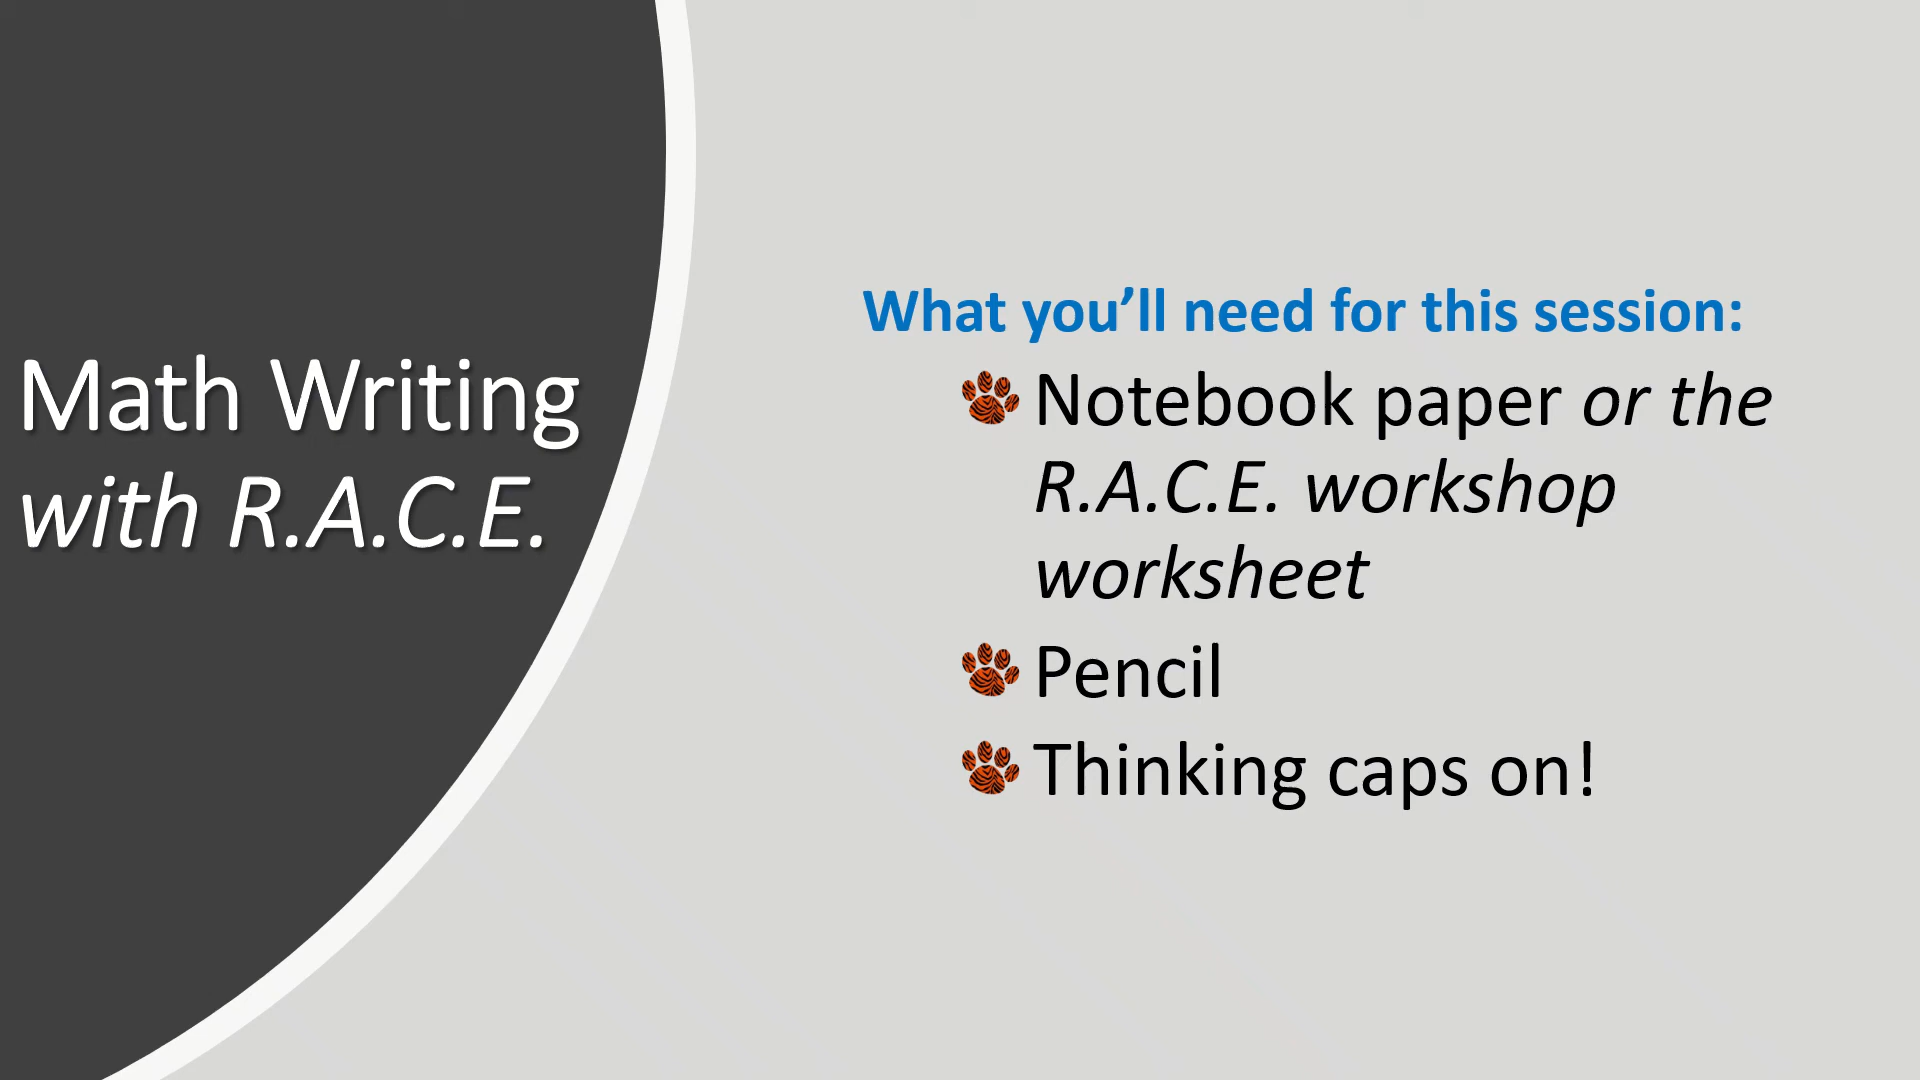 Math Writing
with R.A.C.E.
What you’ll need for this session:
Notebook paper or the
R.A.C.E. workshop
worksheet
Pencil
Thinking caps on!